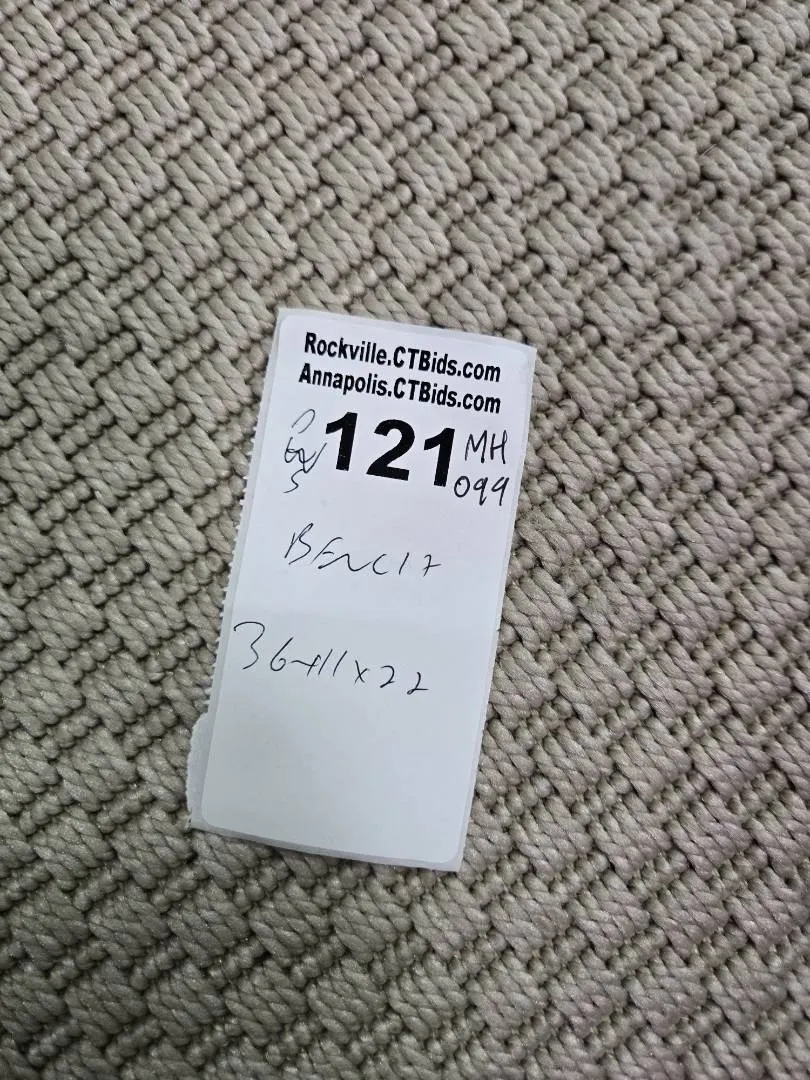 Rockville.CTBids.com
Annapolis.CTBids.com
121 MH
099
BENCH
36x11x22